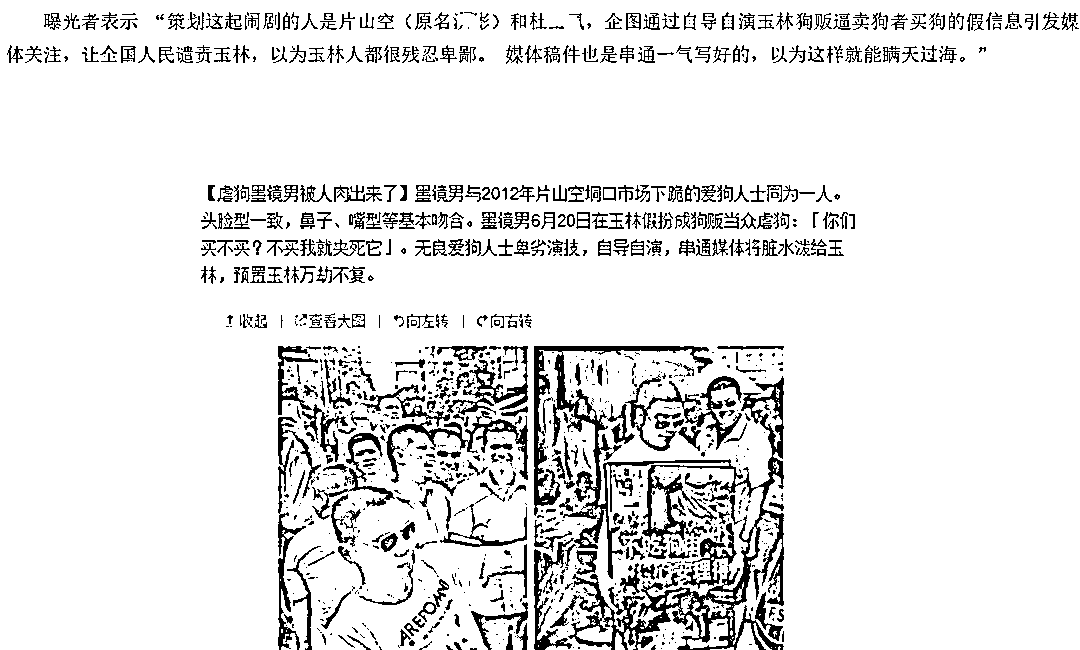 曝光者表示 “策划这起闹剧的人是片山空（原名）和杜飞，企图通过自导自演玉林狗贩逼卖狗者买狗的假信息引发媒
体关注，让全国人民谴责玉林，以为玉林人都很残忍卑鄙。 媒体稿件也是串通一气写好的，以为这样就能瞒天过海。”
【虐狗墨镜男被人肉出来了】墨镜男与2012年片山空垌口市场下跪的爱狗人士同为一人。
头脸型一致，鼻子、嘴型等基本吻合。墨镜男6月20日在玉林假扮成狗贩当众虐狗：「你们
买不买？不买我就夹死它」。无良爱狗人士卑劣演技，自导自演，串通媒体将脏水泼给玉
林，预置玉林万劫不复。
收起 | 查看大图 | 向左转 | 向右转